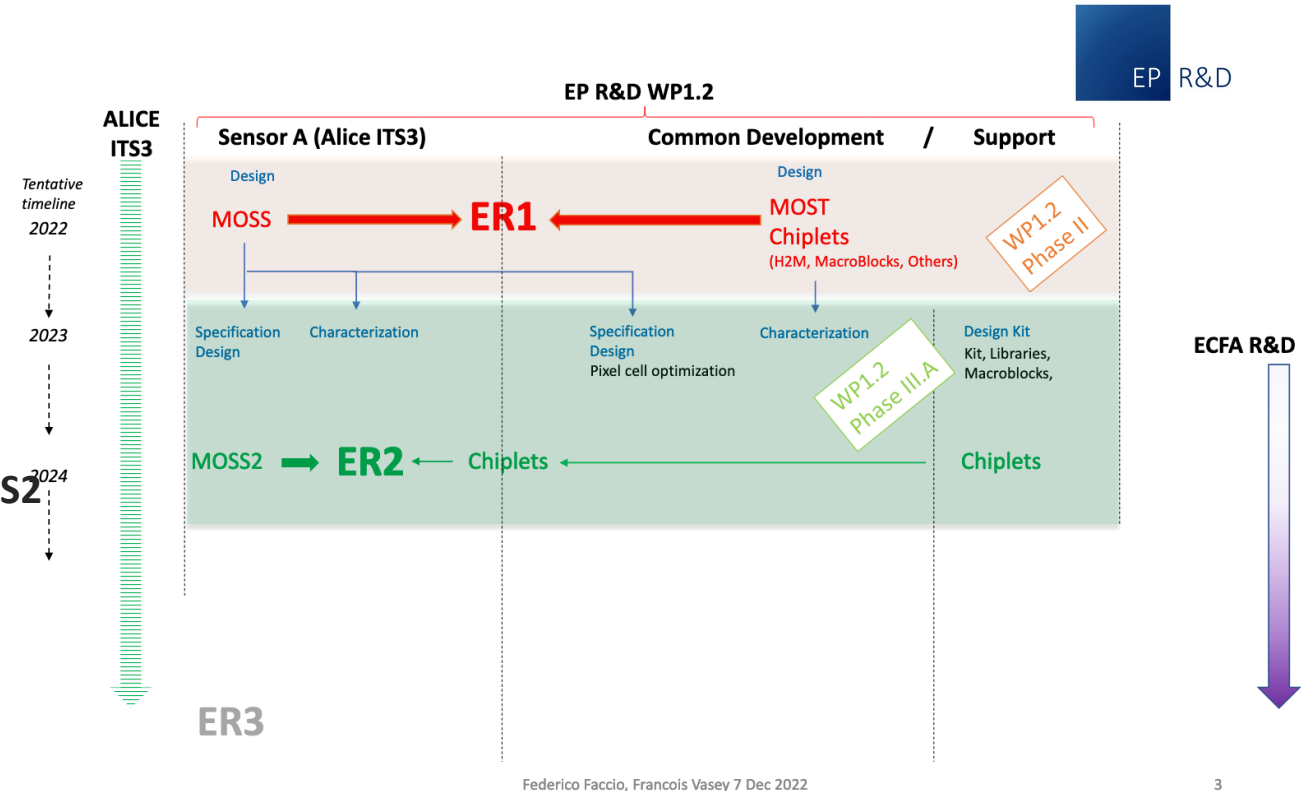 EP R&D
EP R&D WP1.2
ALICE
ITS3
Sensor A (Alice ITS3)
Common Development / Support
Tentative
timeline
2022
Design
Design
MOSS
ER1
MOST
Chiplets
(H2M, MacroBlocks, Others)
WP1.2
Phase II
2023
Specification
Design
Characterization
Specification
Design
Pixel cell optimization
Characterization
Design Kit
Kit, Libraries,
Macroblocks,
WP1.2
Phase III.A
ECFA R&D
2024
S2
MOSS2
ER2
Chiplets
Chiplets
ER3
Federico Faccio, Francois Vasey 7 Dec 2022
3